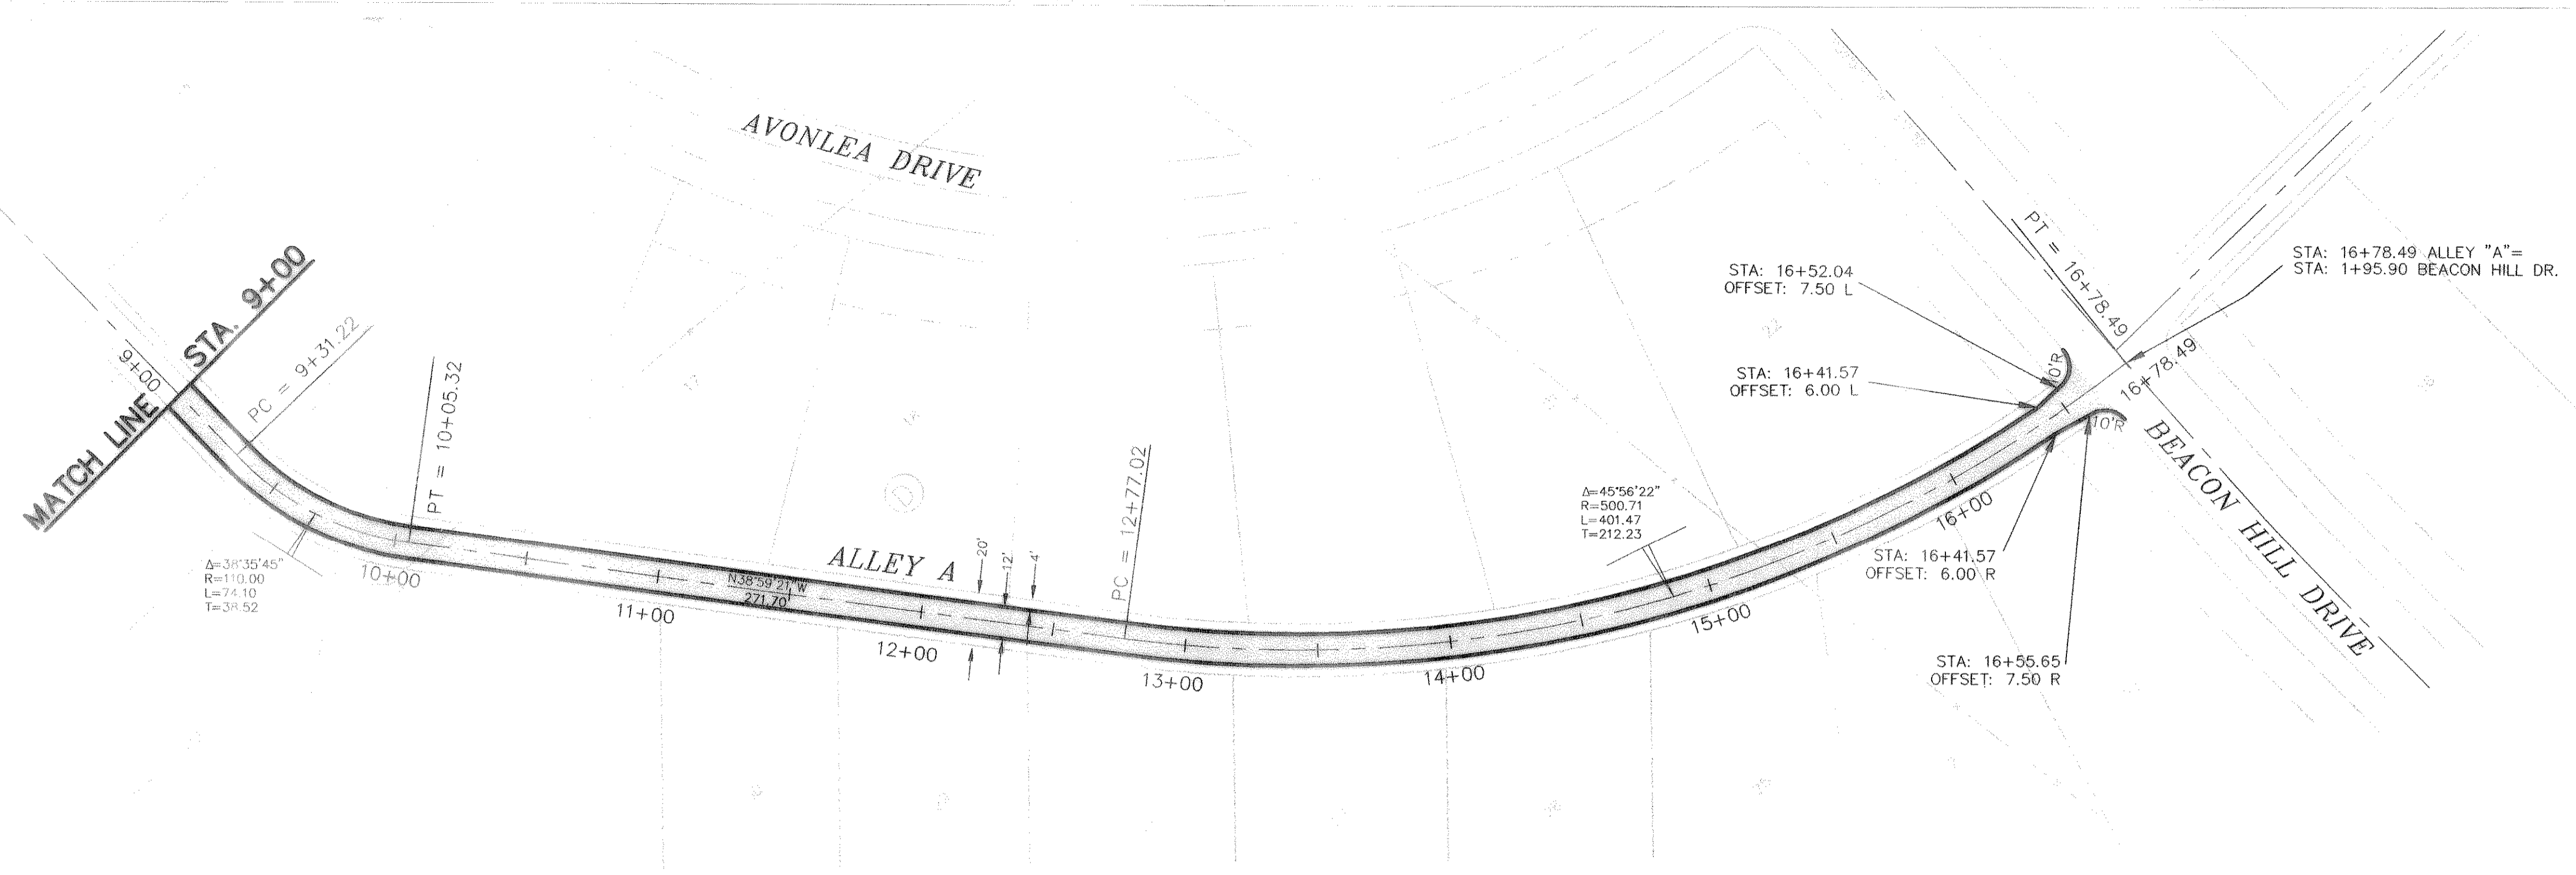 AVONLEA DRIVE
MATCH LINE STA. 9+00
9+00
PC = 9+31.22
PT = 10+05.32
Δ=38°35'45"
R=110.00
L=74.10
T=38.52
10+00
11+00
N38°59'21"W
271.70'
ALLEY A
20'
12'
4'
12+00
PC = 12+77.02
13+00
14+00
Δ=45°56'22"
R=500.71
L=401.47
T=212.23
15+00
16+00
STA: 16+52.04
OFFSET: 7.50 L
STA: 16+41.57
OFFSET: 6.00 L
STA: 16+41.57
OFFSET: 6.00 R
STA: 16+55.65
OFFSET: 7.50 R
10'R
10'R
PT = 16+78.49
16+78.49
STA: 16+78.49 ALLEY "A"=
STA: 1+95.90 BEACON HILL DR.
BEACON HILL DRIVE
D
22